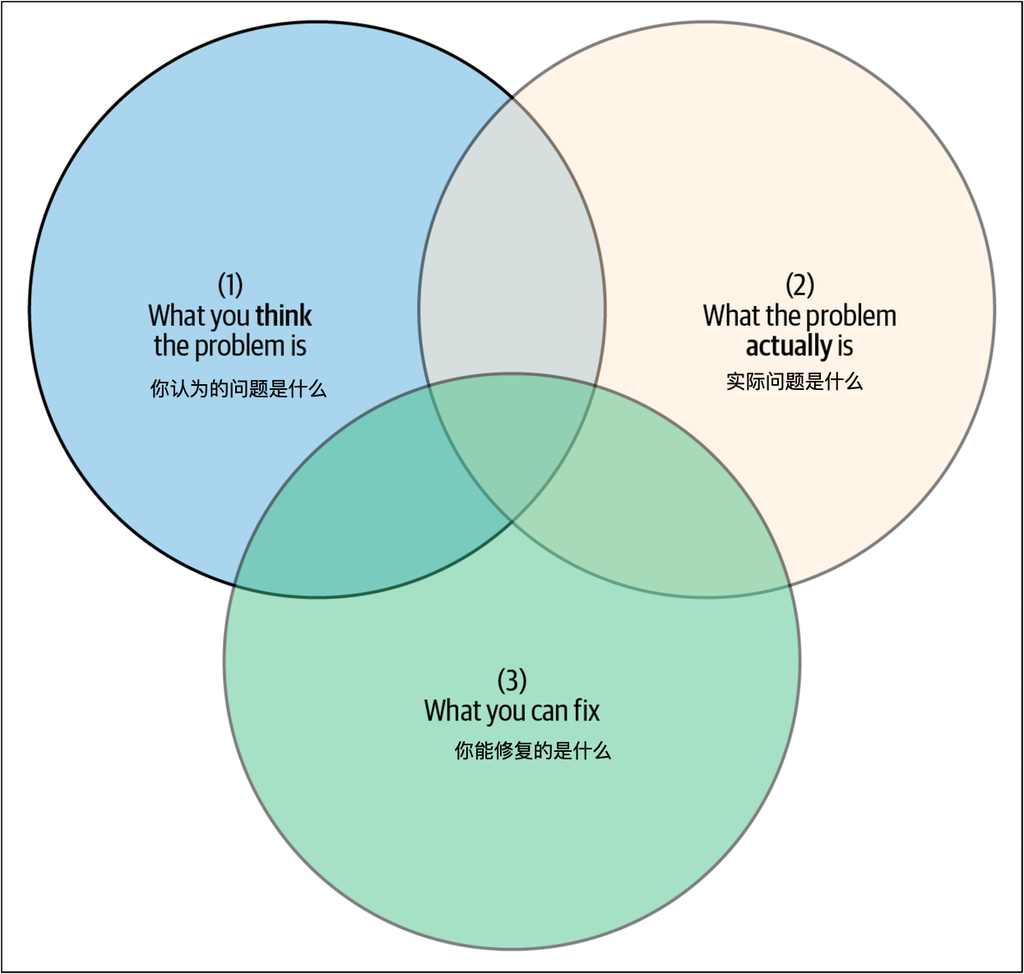 (1)
What you think
the problem is
你认为的问题是什么
(2)
What the problem
actually is
实际问题是什么
(3)
What you can fix
你能修复的是什么